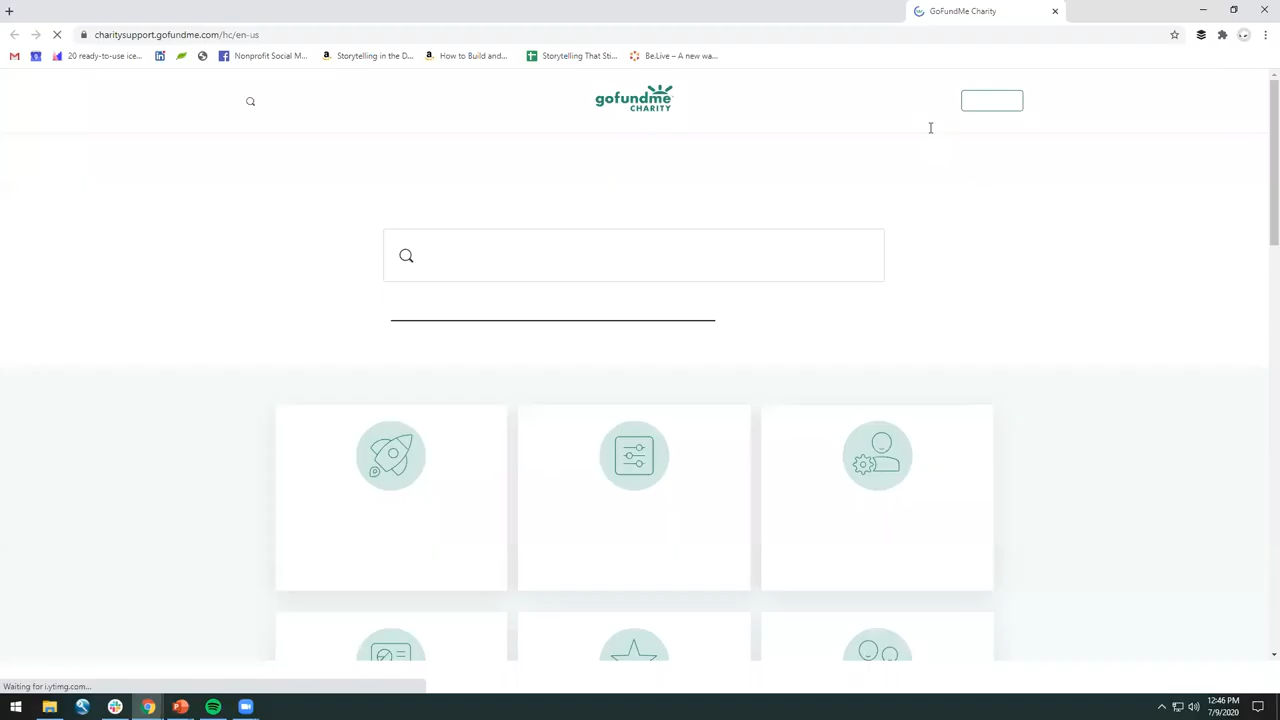 GoFundMe Charity
charitysupport.gofundme.com/hc/en-us
20 ready-to-use ice...
Nonprofit Social M...
Storytelling in the D...
How to Build and...
Storytelling That Sti...
Be.Live – A new wa...
gofundme
CHARITY
Waiting for i.ytimg.com...
12:46 PM
7/9/2020